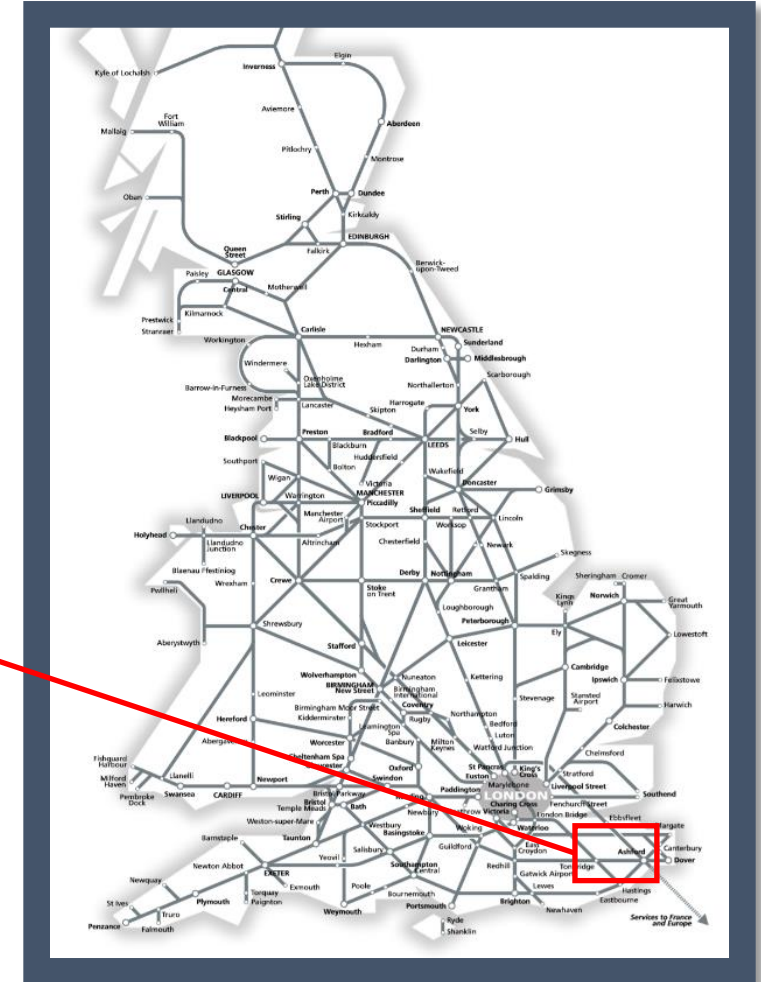 Elgin
Inverness
Kyle of Lochalsh
Aviemore
Fort
William
Mallaig
Aberdeen
Pitlochry
Montrose
Perth
Dundee
Oban
Stirling
Kirkcaldy
EDINBURGH
Queen
Street
Falkirk
Berwick-
upon-Tweed
Paisley
GLASGOW
Central
Motherwell
Prestwick
Kilmarnock
Stranraer
Carlisle
NEWCASTLE
Workington
Hexham
Durham
Sunderland
Darlington
Middlesbrough
Windermere
Scarborough
Oxenholme
Lake District
Barrow-in-Furness
Northallerton
Morecambe
Heysham Port
Lancaster
Skipton
Harrogate
York
Blackpool
Preston
Bradford
LEEDS
Selby
Hull
Blackburn
Huddersfield
Southport
Bolton
Wakefield
Wigan
Victoria
Doncaster
LIVERPOOL
Warrington
MANCHESTER
Piccadilly
Grimsby
Manchester
Airport
Sheffield
Retford
Llandudno
Chester
Stockport
Worksop
Lincoln
Holyhead
Llandudno
Junction
Altrincham
Chesterfield
Newark
Skegness
Blaenau Ffestiniog
Derby
Nottingham
Spalding
Sheringham
Cromer
Pwllheli
Wrexham
Crewe
Stoke
on Trent
Grantham
Kings
Lynn
Norwich
Great
Yarmouth
Loughborough
Aberystwyth
Shrewsbury
Peterborough
Ely
Lowestoft
Stafford
Leicester
Wolverhampton
Nuneaton
Kettering
Cambridge
BIRMINGHAM
New Street
Birmingham
International
Ipswich
Felixstowe
Leominster
Birmingham Moor Street
Coventry
Stevenage
Stansted
Airport
Kidderminster
Rugby
Northampton
Harwich
Hereford
Leamington
Spa
Bedford
Colchester
Worcester
Banbury
Milton
Keynes
Luton
Watford Junction
Chelmsford
Cheltenham Spa
Fishguard
Harbour
Oxford
St Pancras
King's
Cross
Stratford
Llanelli
Euston
Milford
Haven
Newport
Swindon
Marylebone
Liverpool Street
Pembroke
Dock
Swansea
CARDIFF
Bristol Parkway
Paddington
LONDON
Southend
Bristol
Temple Meads
Bath
Newbury
Victoria
Charing Cross
Fenchurch Street
London Bridge
Ebbsfleet
Weston-super-Mare
Westbury
Basingstoke
Woking
Waterloo
Margate
Barnstaple
Taunton
Salisbury
Guildford
East
Croydon
Ashford
Canterbury
Yeovil
Redhill
Tonbridge
Dover
Newton Abbot
EXETER
Southampton
Central
Gatwick Airport
Newquay
Exmouth
Poole
Lewes
Hastings
Torquay
Bournemouth
Eastbourne
St Ives
Plymouth
Paignton
Weymouth
Portsmouth
Brighton
Newhaven
Truro
Penzance
Falmouth
Ryde
Shanklin
Services to France
and Europe